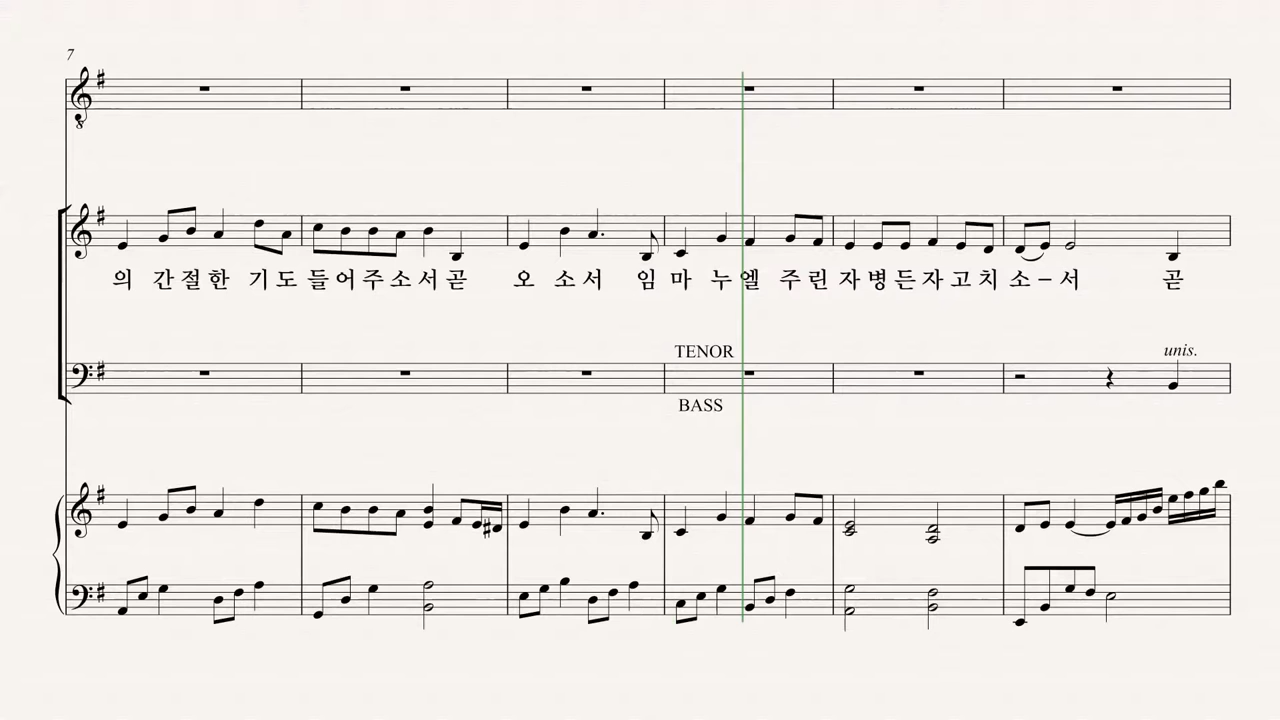 7
의 간절한 기도 들어주소서곧 오 소서 임 마 누 엘 주린 자병든자고치 소–서 곧
TENOR unis.
BASS